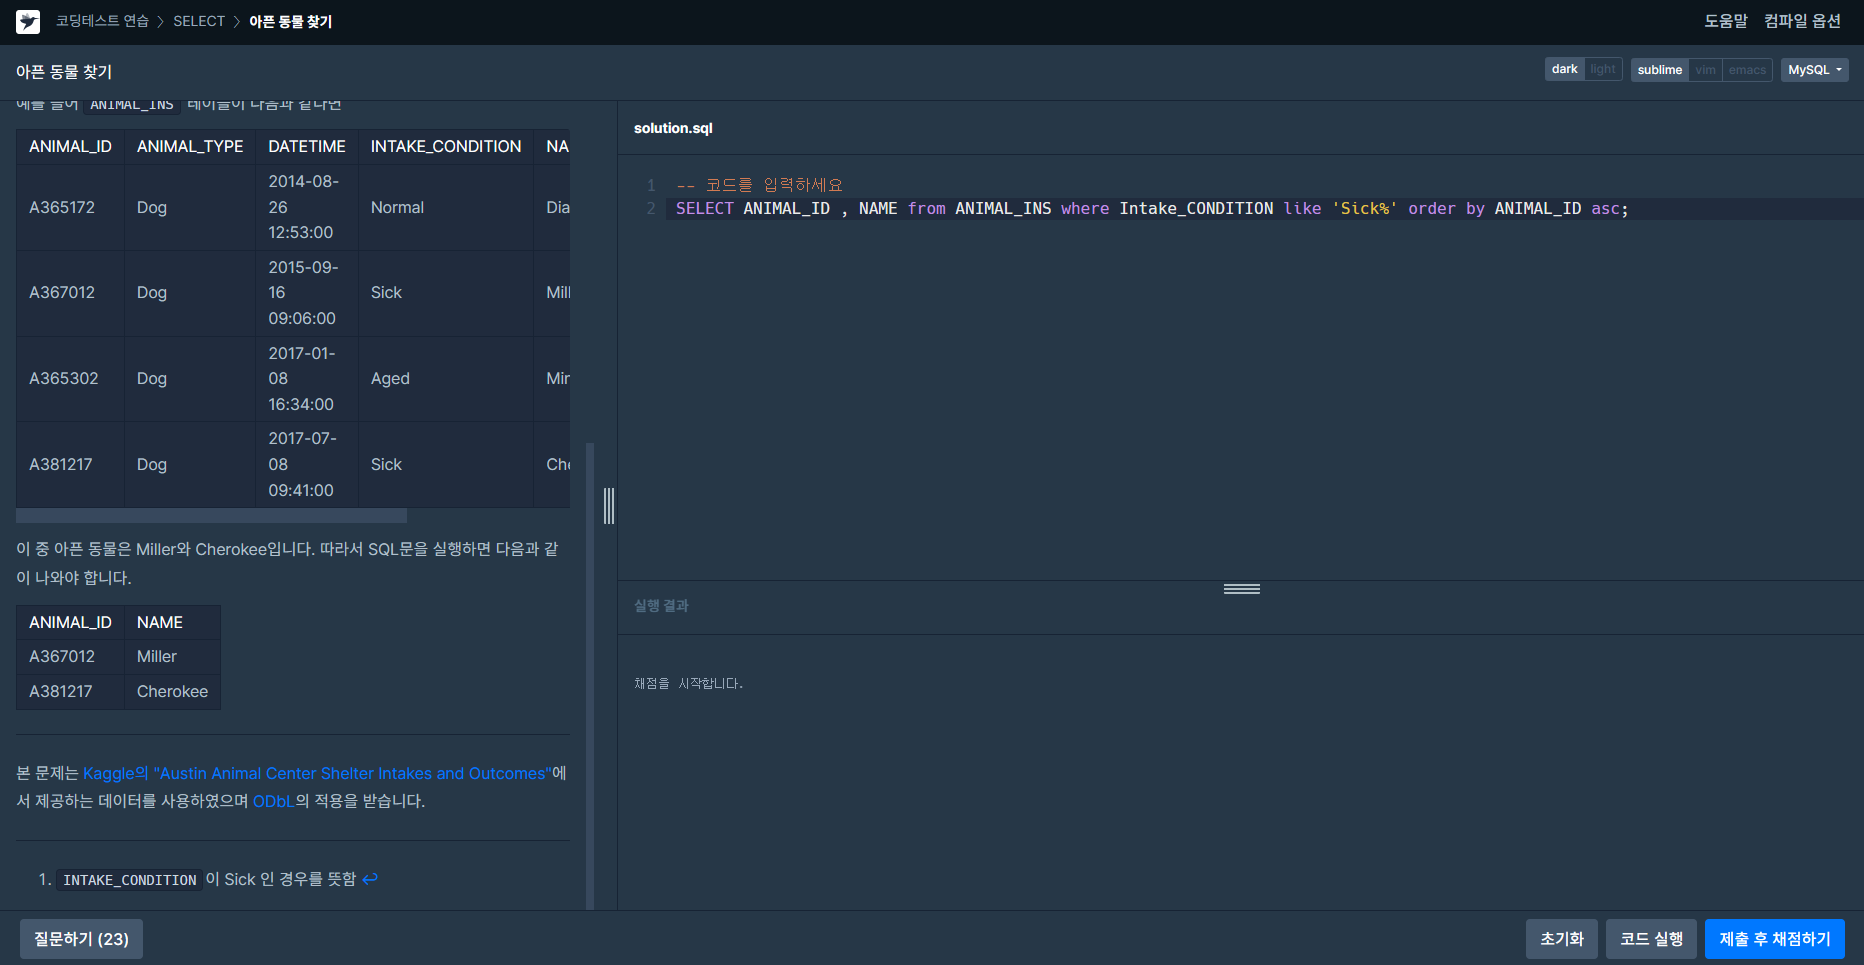 코딩테스트 연습 > SELECT > 아픈 동물 찾기
도움말 컴파일 옵션
아픈 동물 찾기
dark light sublime vim emacs MySQL
예를 들어 ANIMAL_INS 테이블이 다음과 같다면
ANIMAL_ID ANIMAL_TYPE DATETIME INTAKE_CONDITION NA
A365172 Dog 2014-08-26 12:53:00 Normal Dia
A367012 Dog 2015-09-16 09:06:00 Sick Mill
A365302 Dog 2017-01-08 16:34:00 Aged Min
A381217 Dog 2017-07-08 09:41:00 Sick Che
이 중 아픈 동물은 Miller와 Cherokee입니다. 따라서 SQL문을 실행하면 다음과 같
이 나와야 합니다.
ANIMAL_ID NAME
A367012 Miller
A381217 Cherokee
본 문제는 Kaggle의 "Austin Animal Center Shelter Intakes and Outcomes"에
서 제공하는 데이터를 사용하였으며 ODbL의 적용을 받습니다.
1. INTAKE_CONDITION 이 Sick 인 경우를 뜻함 ↩
solution.sql
1 -- 코드를 입력하세요
2 SELECT ANIMAL_ID , NAME from ANIMAL_INS where Intake_CONDITION like 'Sick%' order by ANIMAL_ID asc;
실행 결과
채점을 시작합니다.
질문하기 (23)
초기화 코드 실행 제출 후 채점하기